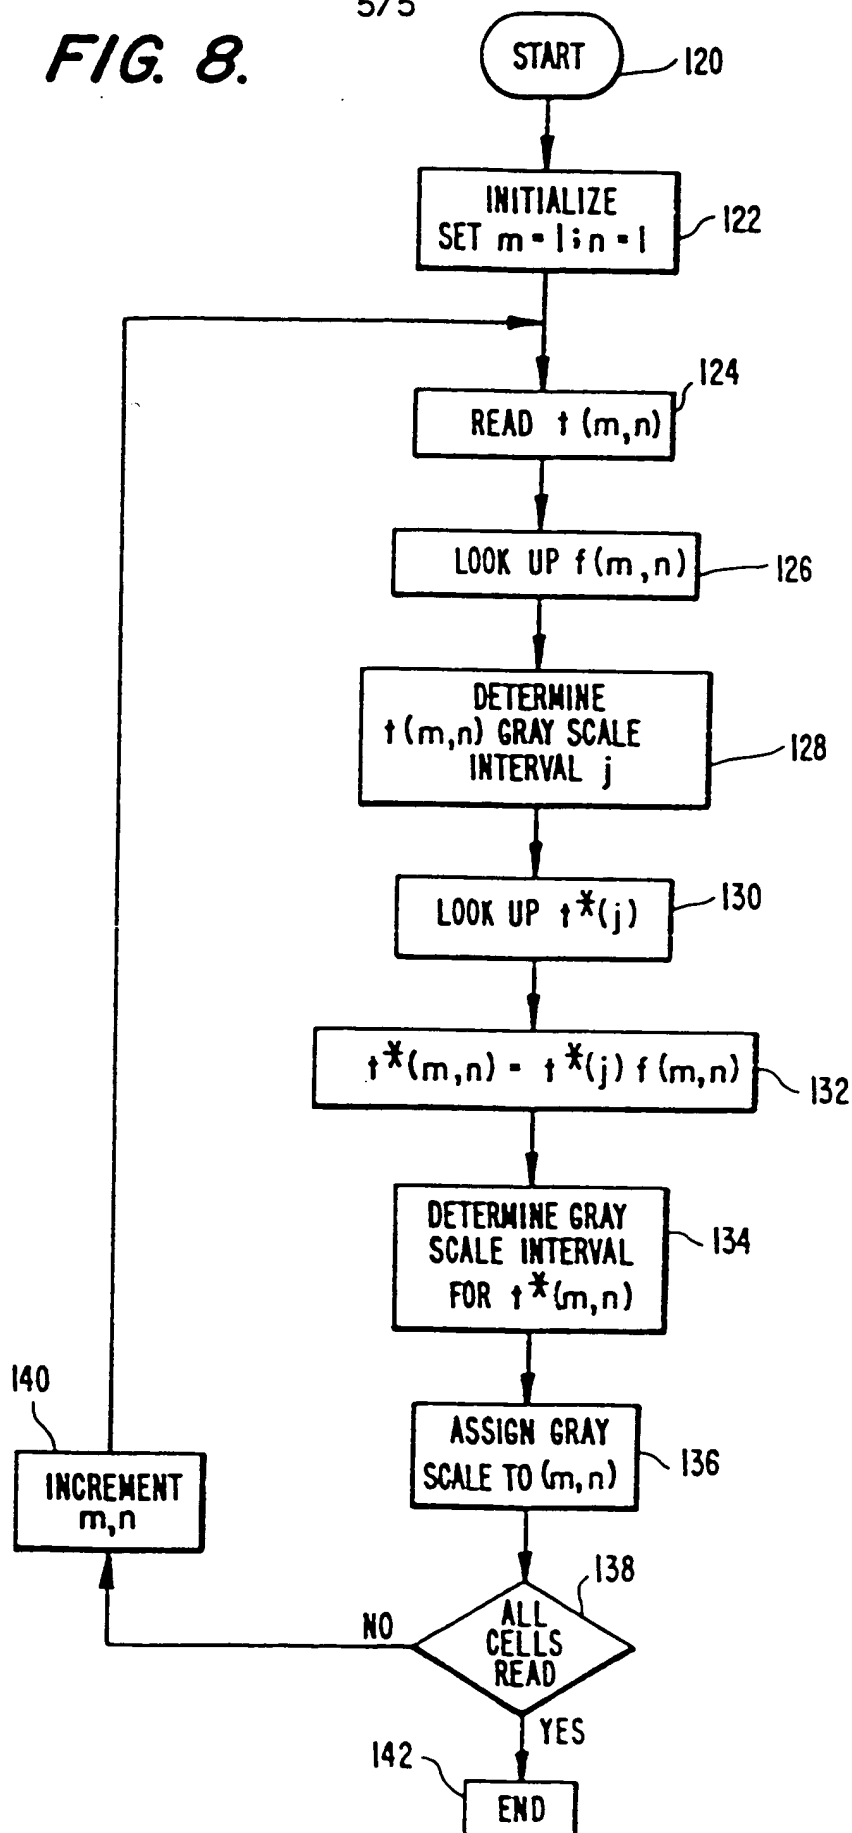 5/5
FIG. 8.
START
120
INITIALIZE
SET m = 1; n = 1
122
124
READ t (m,n)
LOOK UP f(m,n)
126
DETERMINE
t(m,n) GRAY SCALE
INTERVAL j
128
LOOK UP t*(j)
130
t*(m,n) = t*(j) f(m,n)
132
DETERMINE GRAY
SCALE INTERVAL
FOR t*(m,n)
134
140
ASSIGN GRAY
SCALE TO (m,n)
136
INCREMENT
m,n
138
ALL
CELLS
READ
NO
YES
142
END